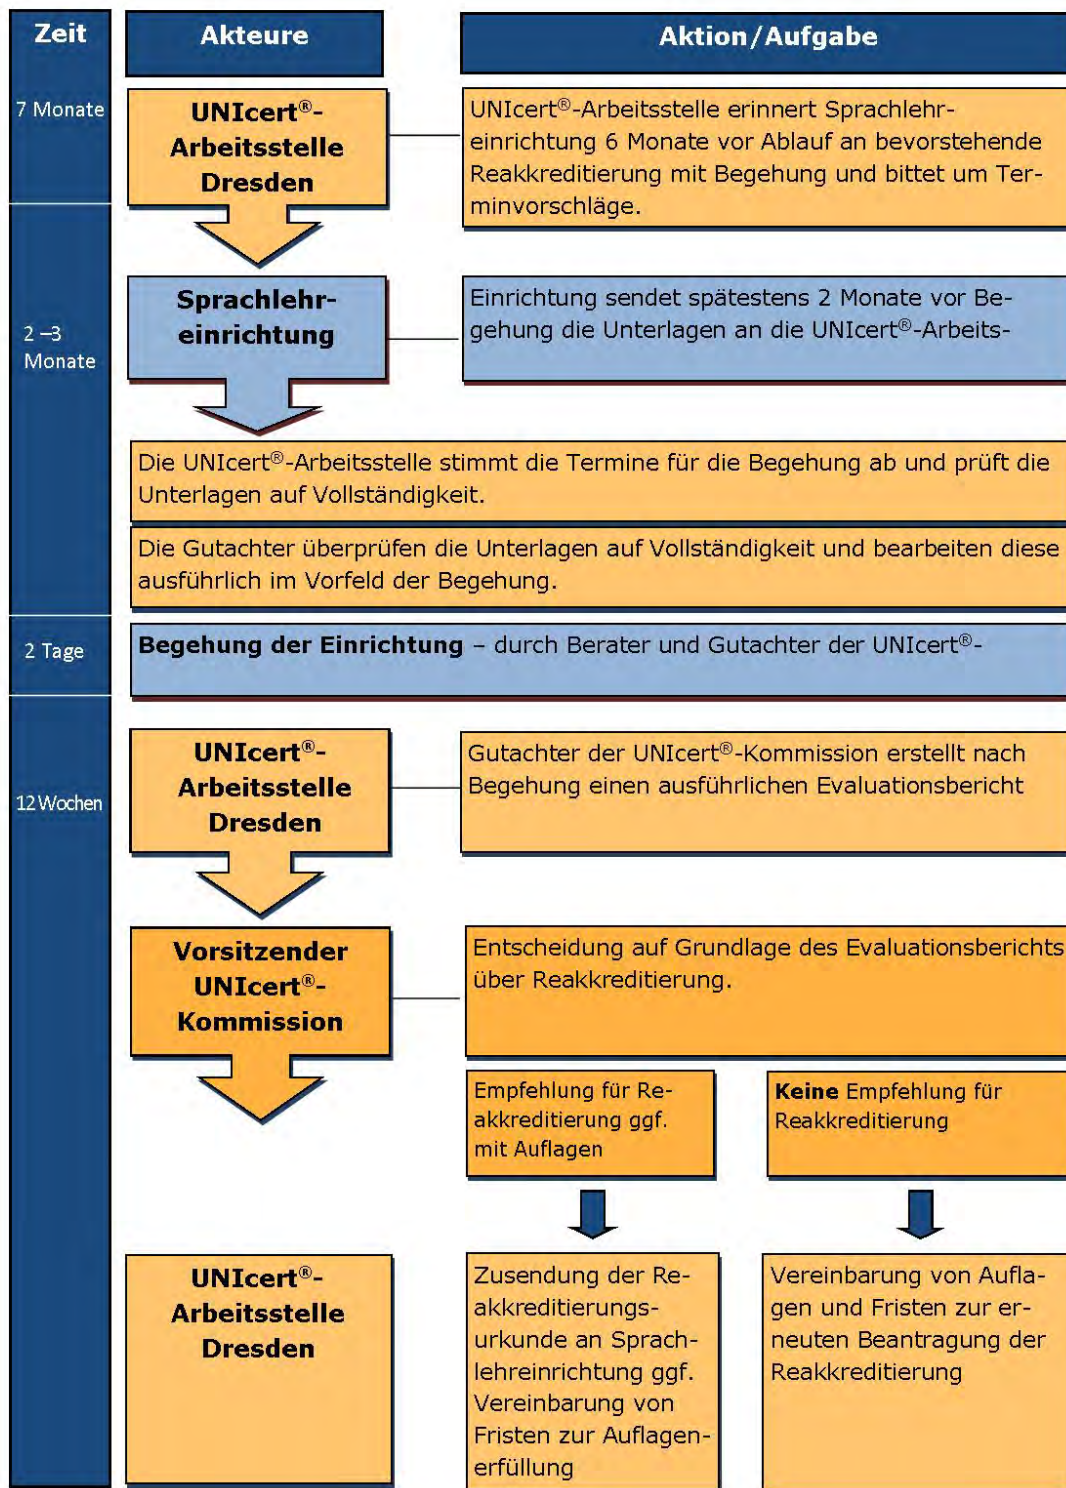 Zeit
Akteure
Aktion/Aufgabe
7 Monate
UNIcert®-
Arbeitsstelle
Dresden
UNIcert®-Arbeitsstelle erinnert Sprachlehr-
einrichtung 6 Monate vor Ablauf an bevorstehende
Reakkreditierung mit Begehung und bittet um Ter-
minvorschläge.
2 –3
Monate
Sprachlehr-
einrichtung
Einrichtung sendet spätestens 2 Monate vor Be-
gehung die Unterlagen an die UNIcert®-Arbeits-
Die UNIcert®-Arbeitsstelle stimmt die Termine für die Begehung ab und prüft die
Unterlagen auf Vollständigkeit.
Die Gutachter überprüfen die Unterlagen auf Vollständigkeit und bearbeiten diese
ausführlich im Vorfeld der Begehung.
2 Tage
Begehung der Einrichtung – durch Berater und Gutachter der UNIcert®-
12 Wochen
UNIcert®-
Arbeitsstelle
Dresden
Gutachter der UNIcert®-Kommission erstellt nach
Begehung einen ausführlichen Evaluationsbericht
Vorsitzender
UNIcert®-
Kommission
Entscheidung auf Grundlage des Evaluationsberichts
über Reakkreditierung.
Empfehlung für Re-
akkreditierung ggf.
mit Auflagen
Keine Empfehlung für
Reakkreditierung
UNIcert®-
Arbeitsstelle
Dresden
Zusendung der Re-
akkreditierungs-
urkunde an Sprach-
lehreinrichtung ggf.
Vereinbarung von
Fristen zur Auflagen-
erfüllung
Vereinbarung von Aufla-
gen und Fristen zur er-
neuten Beantragung der
Reakkreditierung